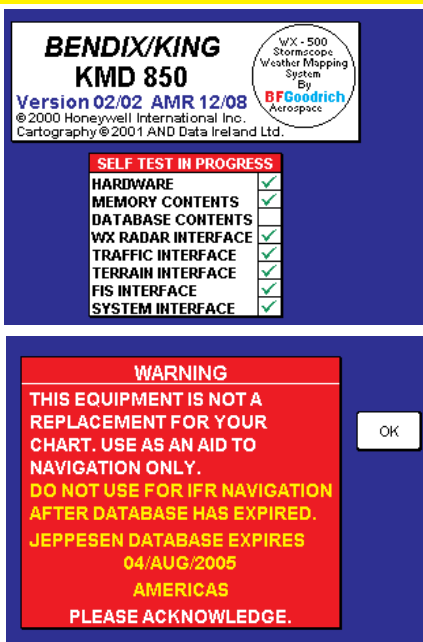 BENDIX/KING
KMD 850
Version 02/02 AMR 12/08
©2000 Honeywell International Inc.
Cartography©2001 AND Data Ireland Ltd.
WX - 500
Stormscope
Weather Mapping
System
By
BFGoodrich
Aerospace
SELF TEST IN PROGRESS
HARDWARE
MEMORY CONTENTS
DATABASE CONTENTS
WX RADAR INTERFACE
TRAFFIC INTERFACE
TERRAIN INTERFACE
FIS INTERFACE
SYSTEM INTERFACE
WARNING
THIS EQUIPMENT IS NOT A
REPLACEMENT FOR YOUR
CHART. USE AS AN AID TO
NAVIGATION ONLY.
DO NOT USE FOR IFR NAVIGATION
AFTER DATABASE HAS EXPIRED.
JEPPESEN DATABASE EXPIRES
04/AUG/2005
AMERICAS
PLEASE ACKNOWLEDGE.
OK